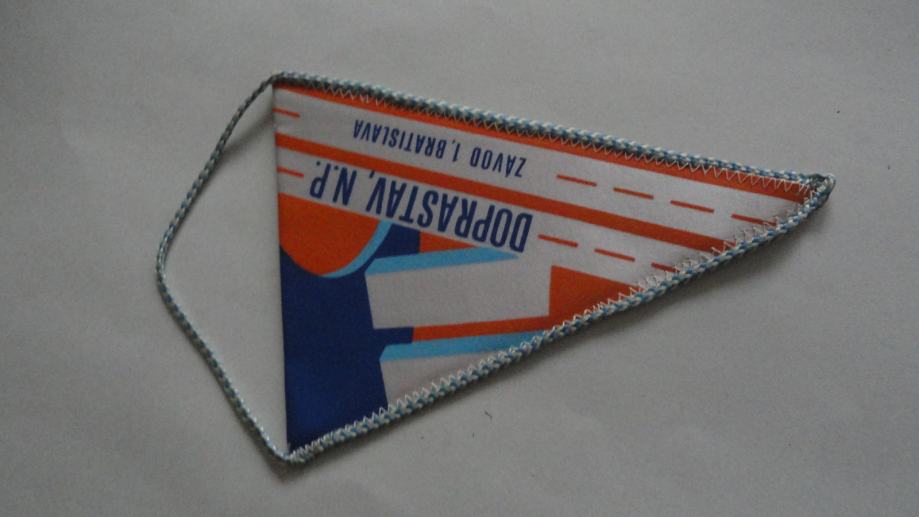 DOPRASTAV, N.P.
ZÁVOD 1, BRATISLAVA